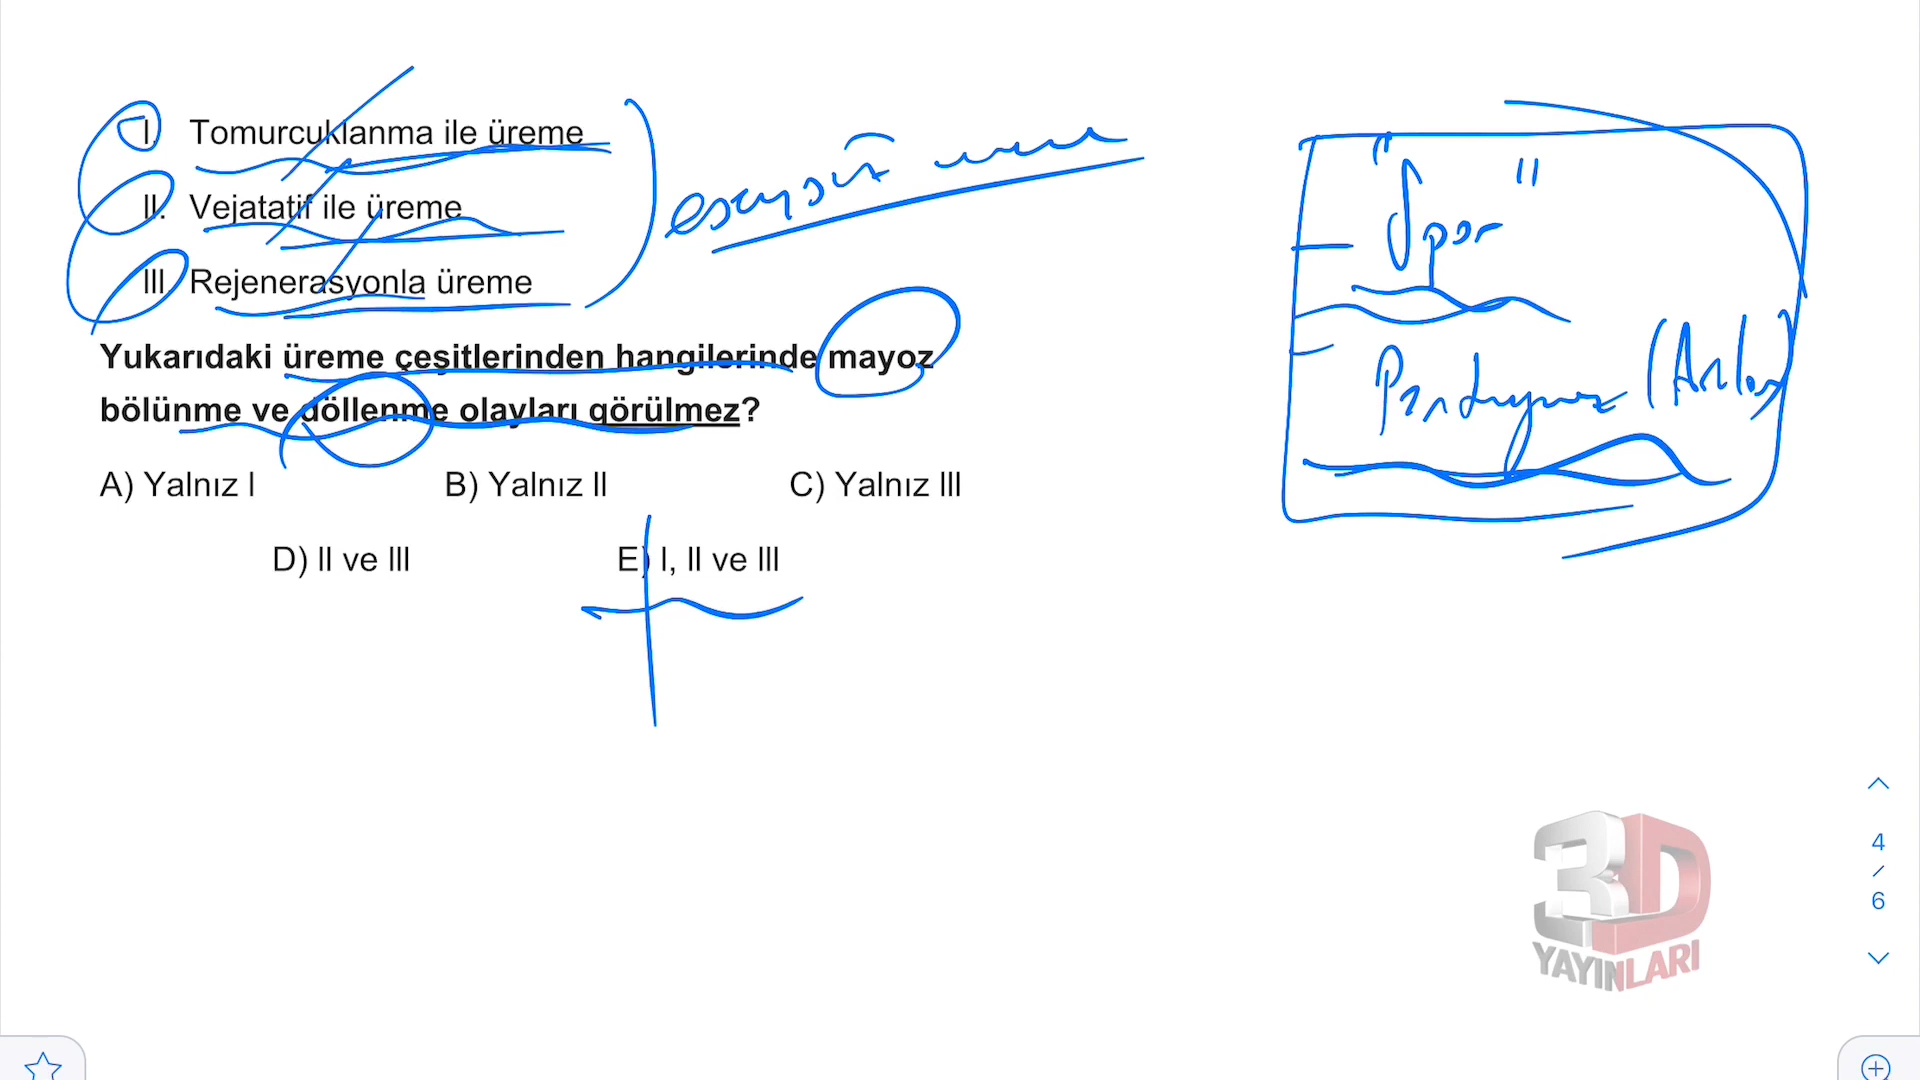 I. Tomurcuklanma ile üreme
II. Vejatatif ile üreme
III. Rejenerasyonla üreme
eşeysiz üreme
Yukarıdaki üreme çeşitlerinden hangilerinde mayoz
bölünme ve döllenme olayları görülmez?
A) Yalnız I B) Yalnız II C) Yalnız III
D) II ve III E) I, II ve III
"Spor"
(Arılar)
3D
YAYINLARI
4
/
6